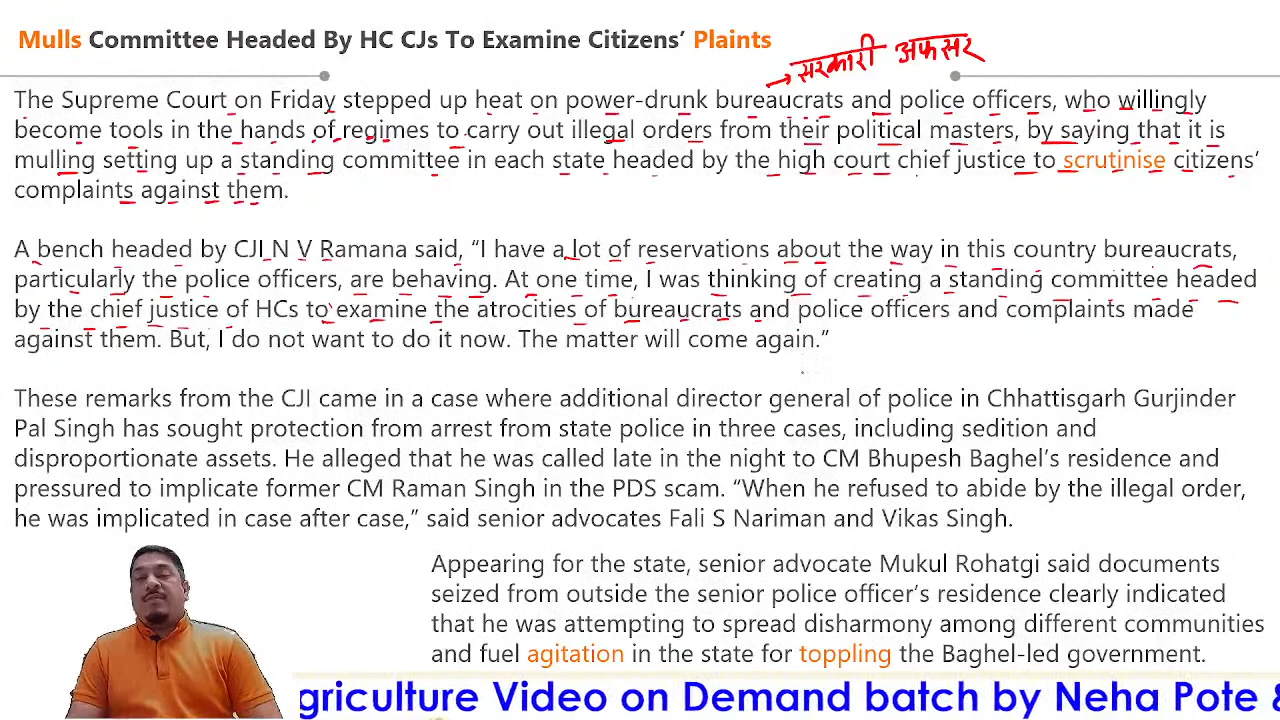 Mulls Committee Headed By HC CJs To Examine Citizens’ Plaints
सरकारी अफसर
The Supreme Court on Friday stepped up heat on power-drunk bureaucrats and police officers, who willingly
become tools in the hands of regimes to carry out illegal orders from their political masters, by saying that it is
mulling setting up a standing committee in each state headed by the high court chief justice to scrutinise citizens’
complaints against them.
A bench headed by CJI N V Ramana said, “I have a lot of reservations about the way in this country bureaucrats,
particularly the police officers, are behaving. At one time, I was thinking of creating a standing committee headed
by the chief justice of HCs to examine the atrocities of bureaucrats and police officers and complaints made
against them. But, I do not want to do it now. The matter will come again.”
These remarks from the CJI came in a case where additional director general of police in Chhattisgarh Gurjinder
Pal Singh has sought protection from arrest from state police in three cases, including sedition and
disproportionate assets. He alleged that he was called late in the night to CM Bhupesh Baghel’s residence and
pressured to implicate former CM Raman Singh in the PDS scam. “When he refused to abide by the illegal order,
he was implicated in case after case,” said senior advocates Fali S Nariman and Vikas Singh.
Appearing for the state, senior advocate Mukul Rohatgi said documents
seized from outside the senior police officer’s residence clearly indicated
that he was attempting to spread disharmony among different communities
and fuel agitation in the state for toppling the Baghel-led government.
griculture Video on Demand batch by Neha Pote &